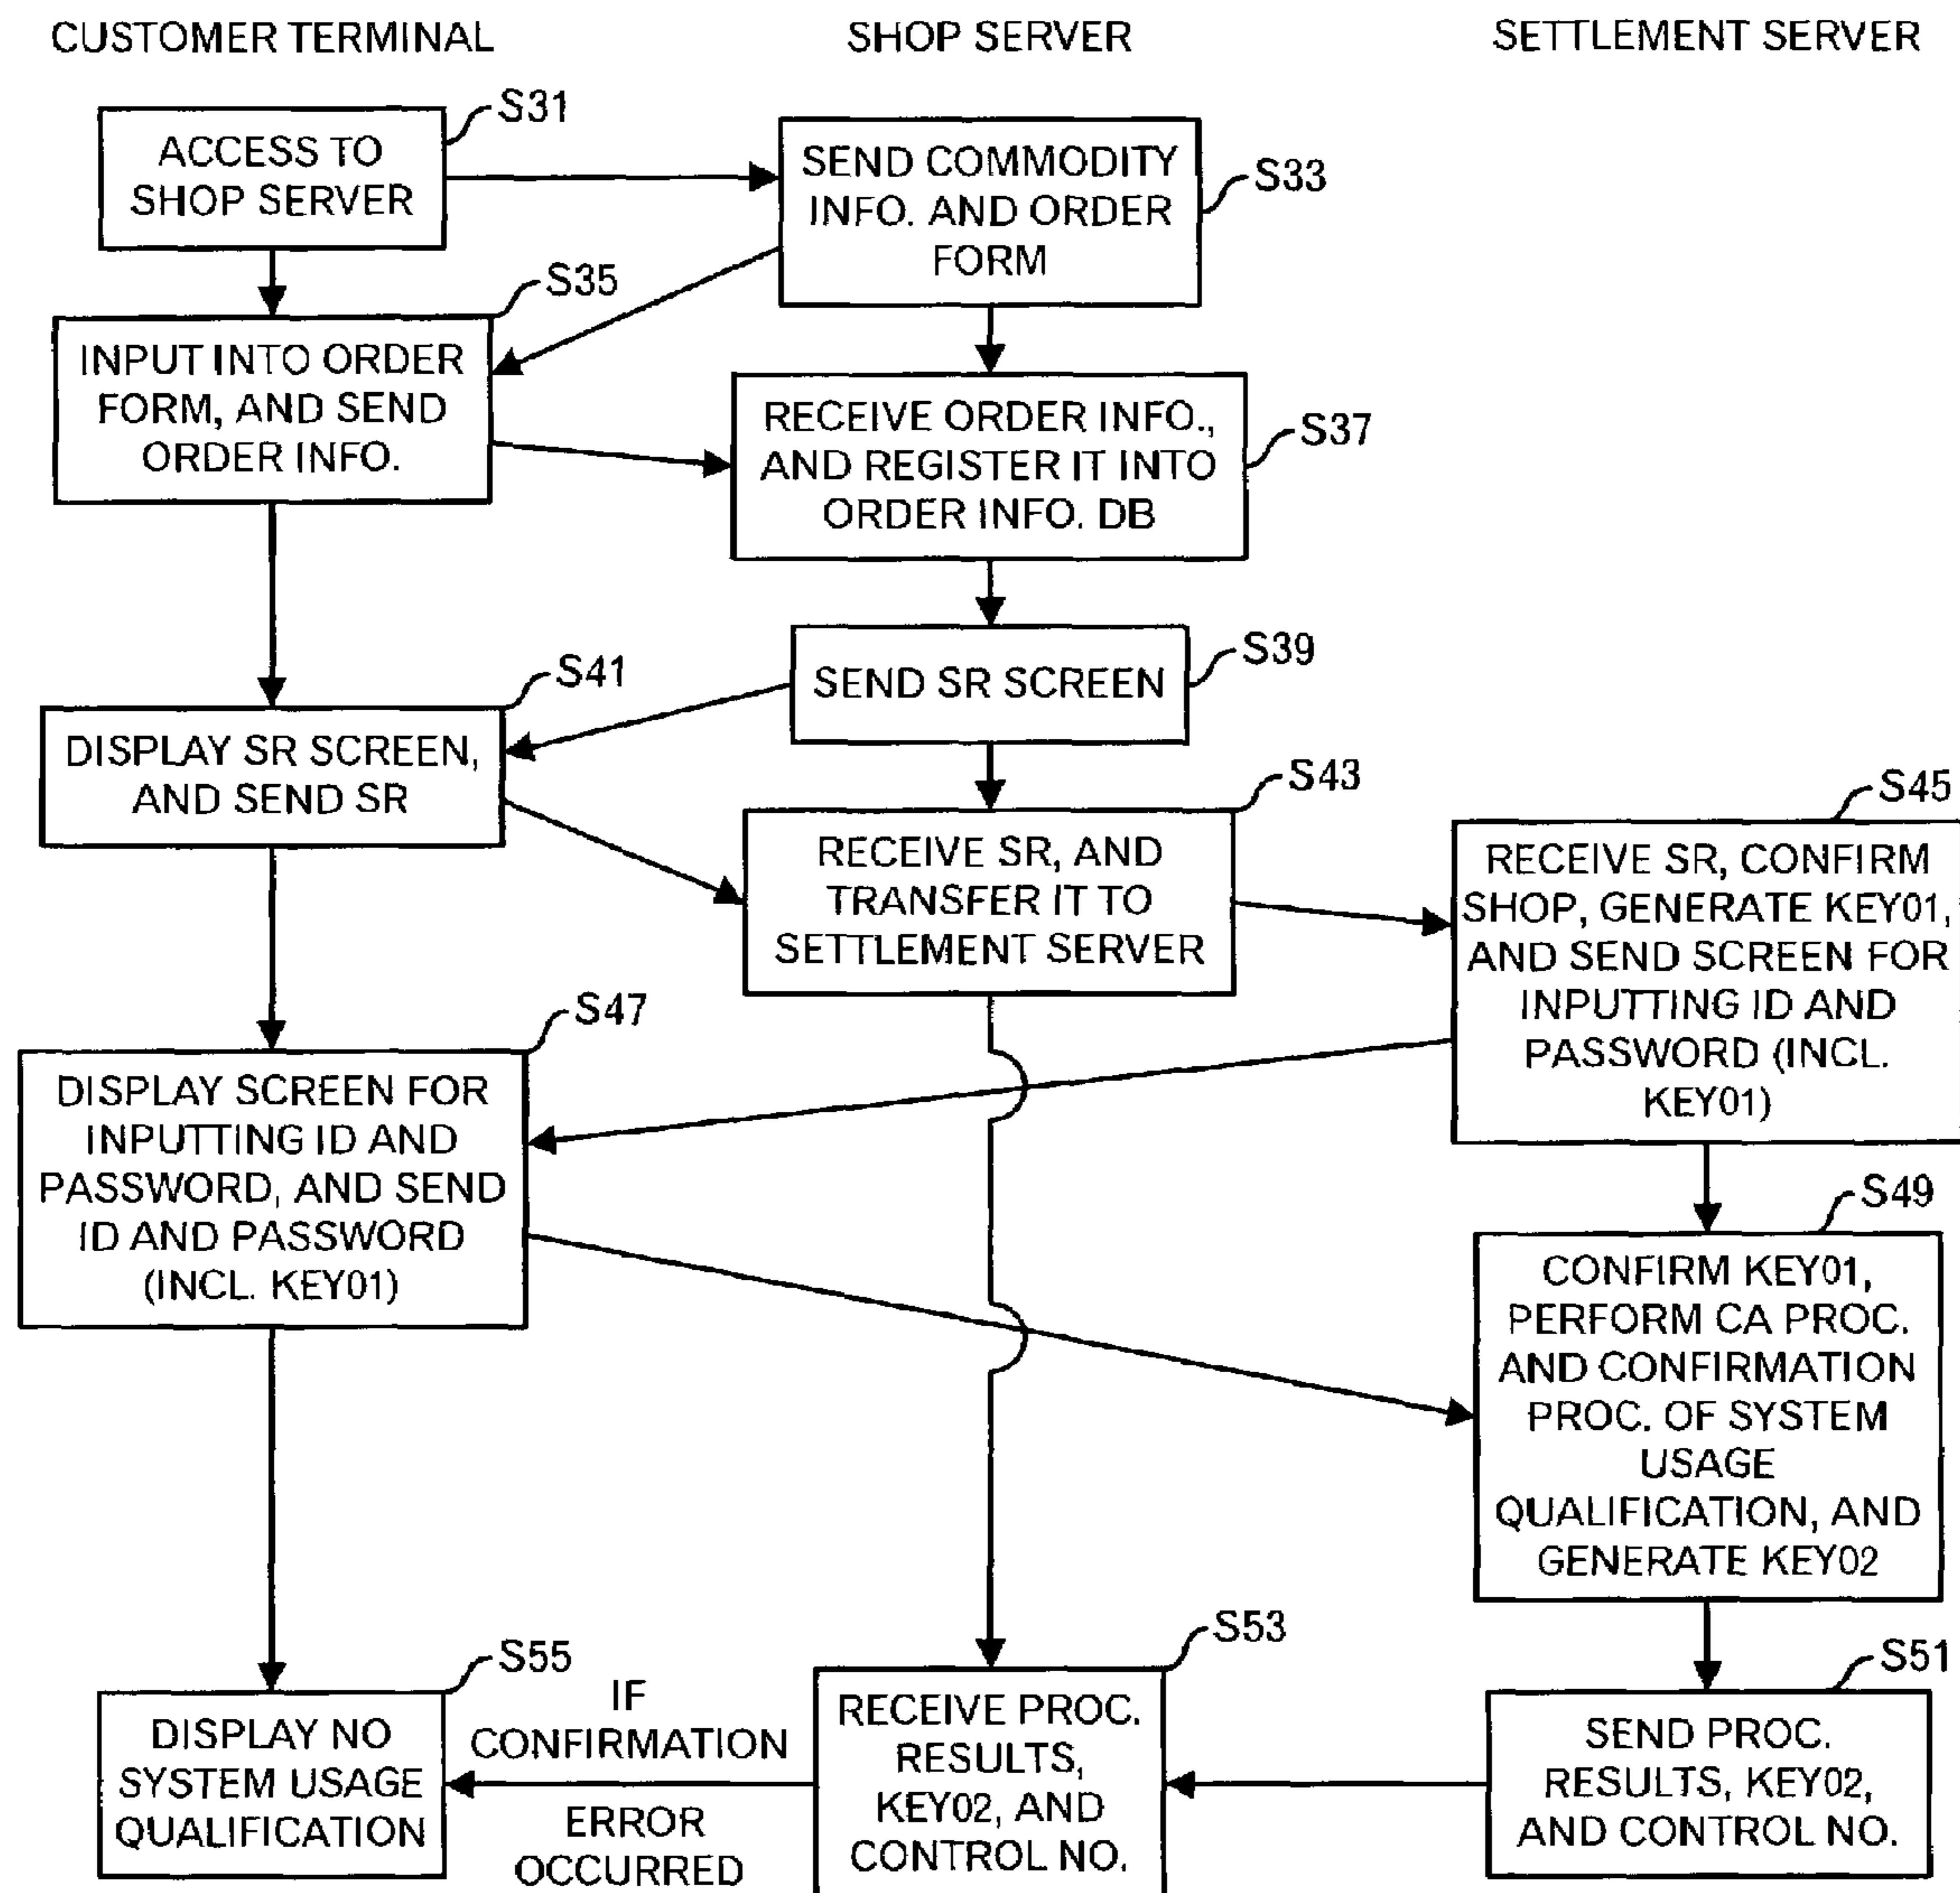 CUSTOMER TERMINAL
SHOP SERVER
SETTLEMENT SERVER
S31
ACCESS TO
SHOP SERVER
S33
SEND COMMODITY
INFO. AND ORDER
FORM
S35
INPUT INTO ORDER
FORM, AND SEND
ORDER INFO.
S37
RECEIVE ORDER INFO.,
AND REGISTER IT INTO
ORDER INFO. DB
S39
SEND SR SCREEN
S41
DISPLAY SR SCREEN,
AND SEND SR
S43
RECEIVE SR, AND
TRANSFER IT TO
SETTLEMENT SERVER
S45
RECEIVE SR, CONFIRM
SHOP, GENERATE KEY01,
AND SEND SCREEN FOR
INPUTTING ID AND
PASSWORD (INCL.
KEY01)
S47
DISPLAY SCREEN FOR
INPUTTING ID AND
PASSWORD, AND SEND
ID AND PASSWORD
(INCL. KEY01)
S49
CONFIRM KEY01,
PERFORM CA PROC.
AND CONFIRMATION
PROC. OF SYSTEM
USAGE
QUALIFICATION, AND
GENERATE KEY02
S51
SEND PROC.
RESULTS, KEY02,
AND CONTROL NO.
S53
RECEIVE PROC.
RESULTS,
KEY02, AND
CONTROL NO.
IF
CONFIRMATION
ERROR
OCCURRED
S55
DISPLAY NO
SYSTEM USAGE
QUALIFICATION